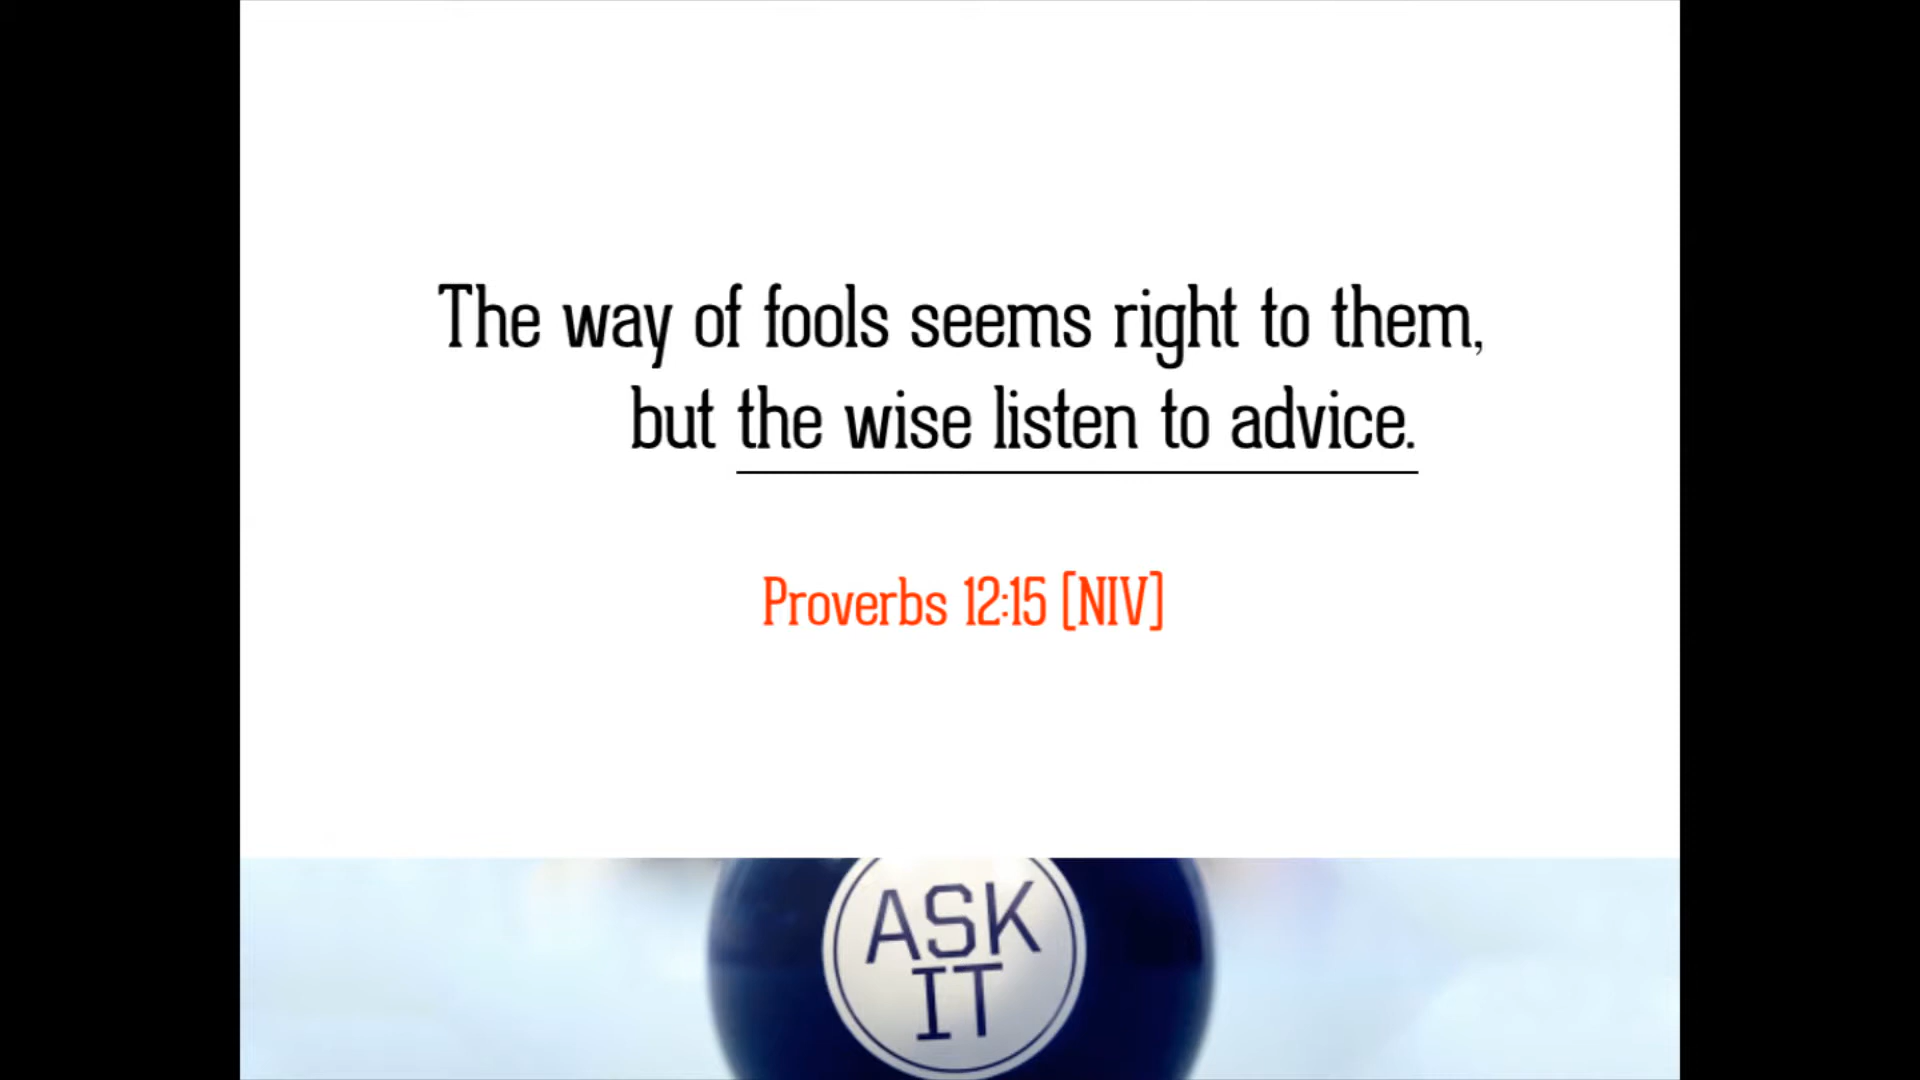 The way of fools seems right to them,
but the wise listen to advice.
Proverbs 12:15 [NIV]
ASK
IT